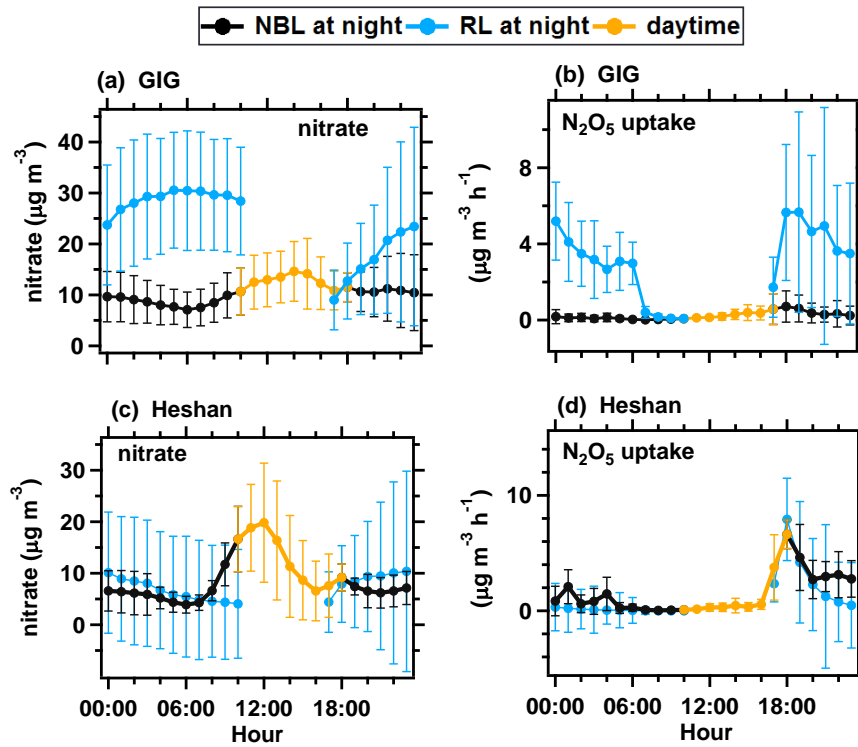 NBL at night RL at night daytime
(a) GIG
(b) GIG
nitrate
N₂O₅ uptake
nitrate (µg m⁻³)
40
30
20
10
0
(µg m⁻³ h⁻¹)
8
4
0
(c) Heshan
(d) Heshan
nitrate
N₂O₅ uptake
nitrate (µg m⁻³)
30
20
10
0
(µg m⁻³ h⁻¹)
10
0
00:00 06:00 12:00 18:00
Hour
00:00 06:00 12:00 18:00
Hour